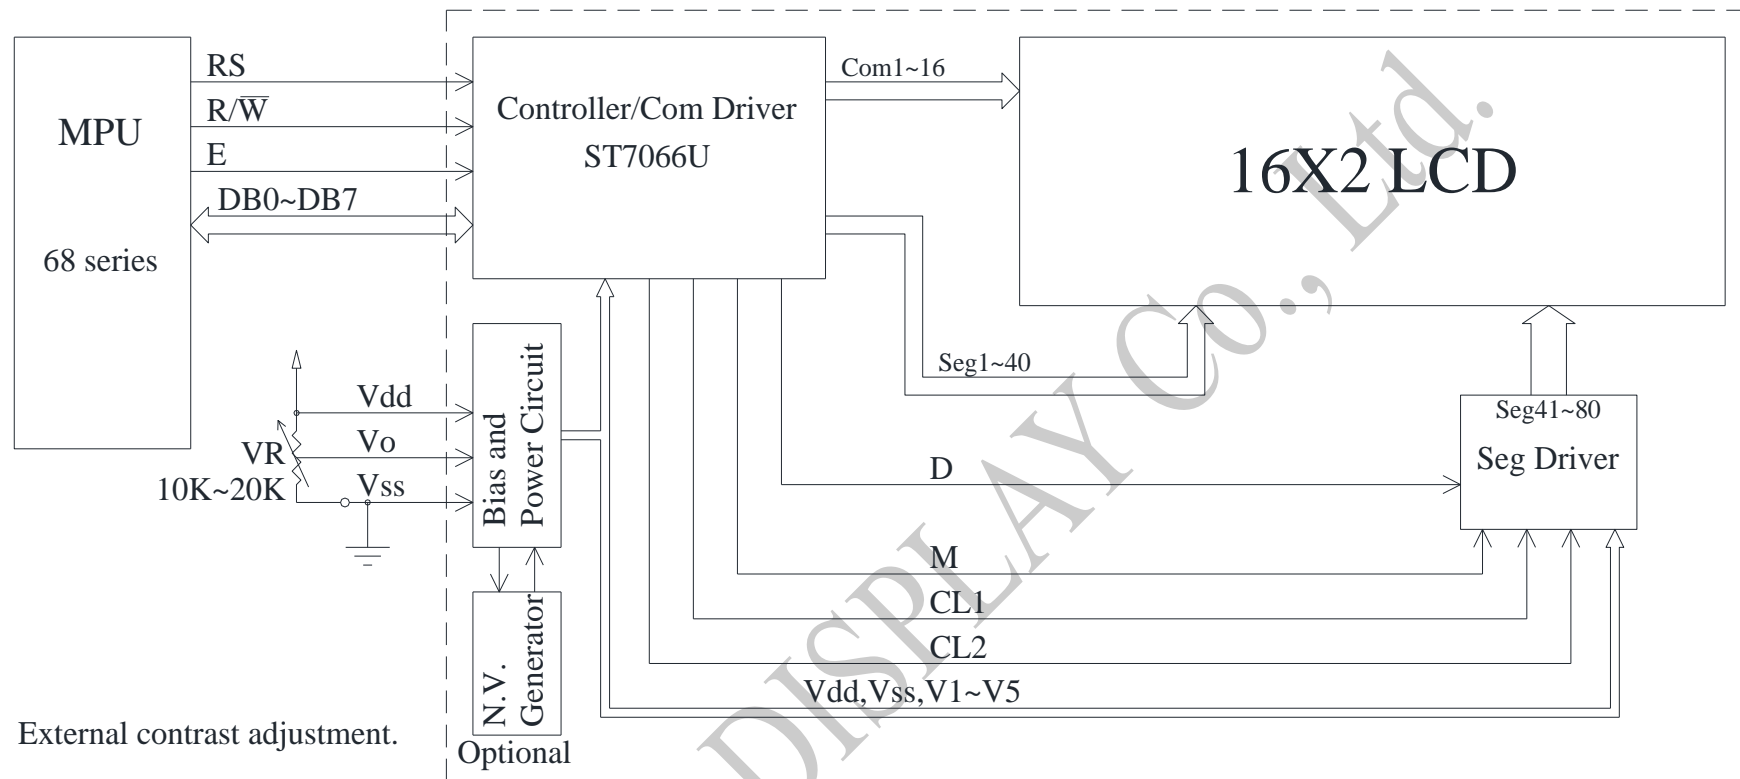 MPU
68 series
RS
R/W̅
E
DB0~DB7
Controller/Com Driver
ST7066U
Com1~16
16X2 LCD
Seg1~40
Seg41~80
Seg Driver
Vdd
Vo
Vss
VR
10K~20K
Bias and
Power Circuit
D
M
CL1
CL2
Vdd,Vss,V1~V5
N.V.
Generator
Optional
External contrast adjustment.
DISPLAY Co., Ltd.